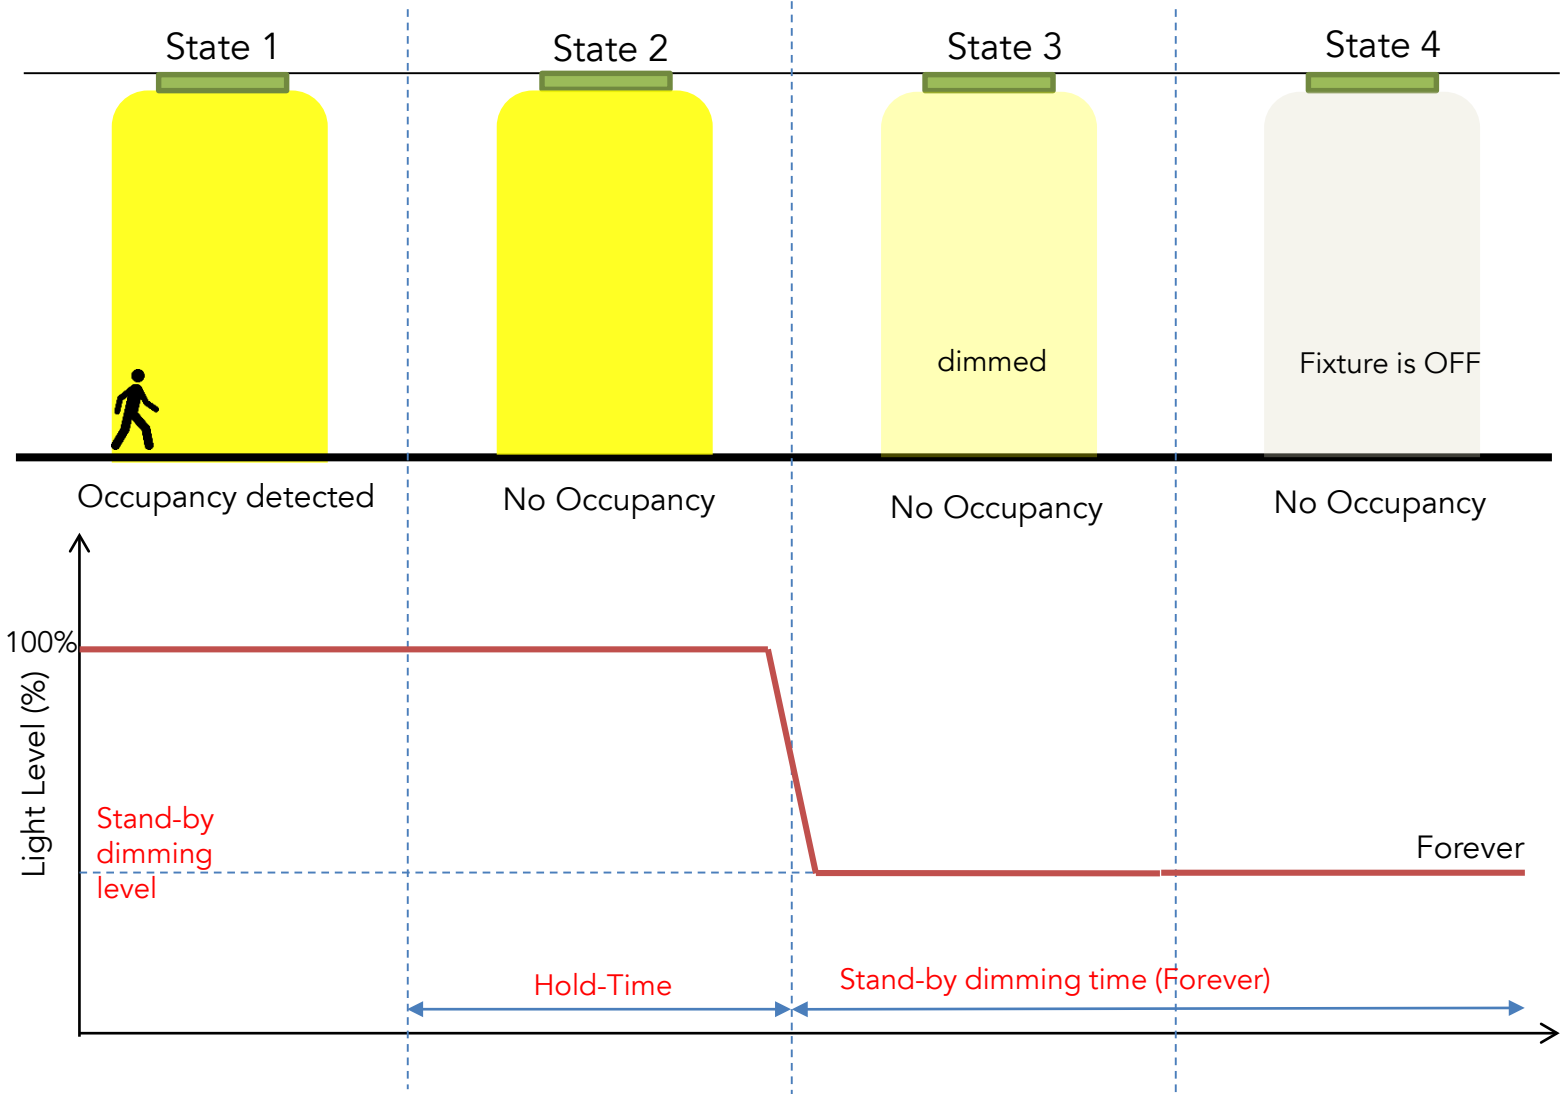 State 1
State 2
State 3
State 4
dimmed
Fixture is OFF
Occupancy detected
No Occupancy
No Occupancy
No Occupancy
100%
Light Level (%)
Stand-by
dimming
level
Forever
Hold-Time
Stand-by dimming time (Forever)